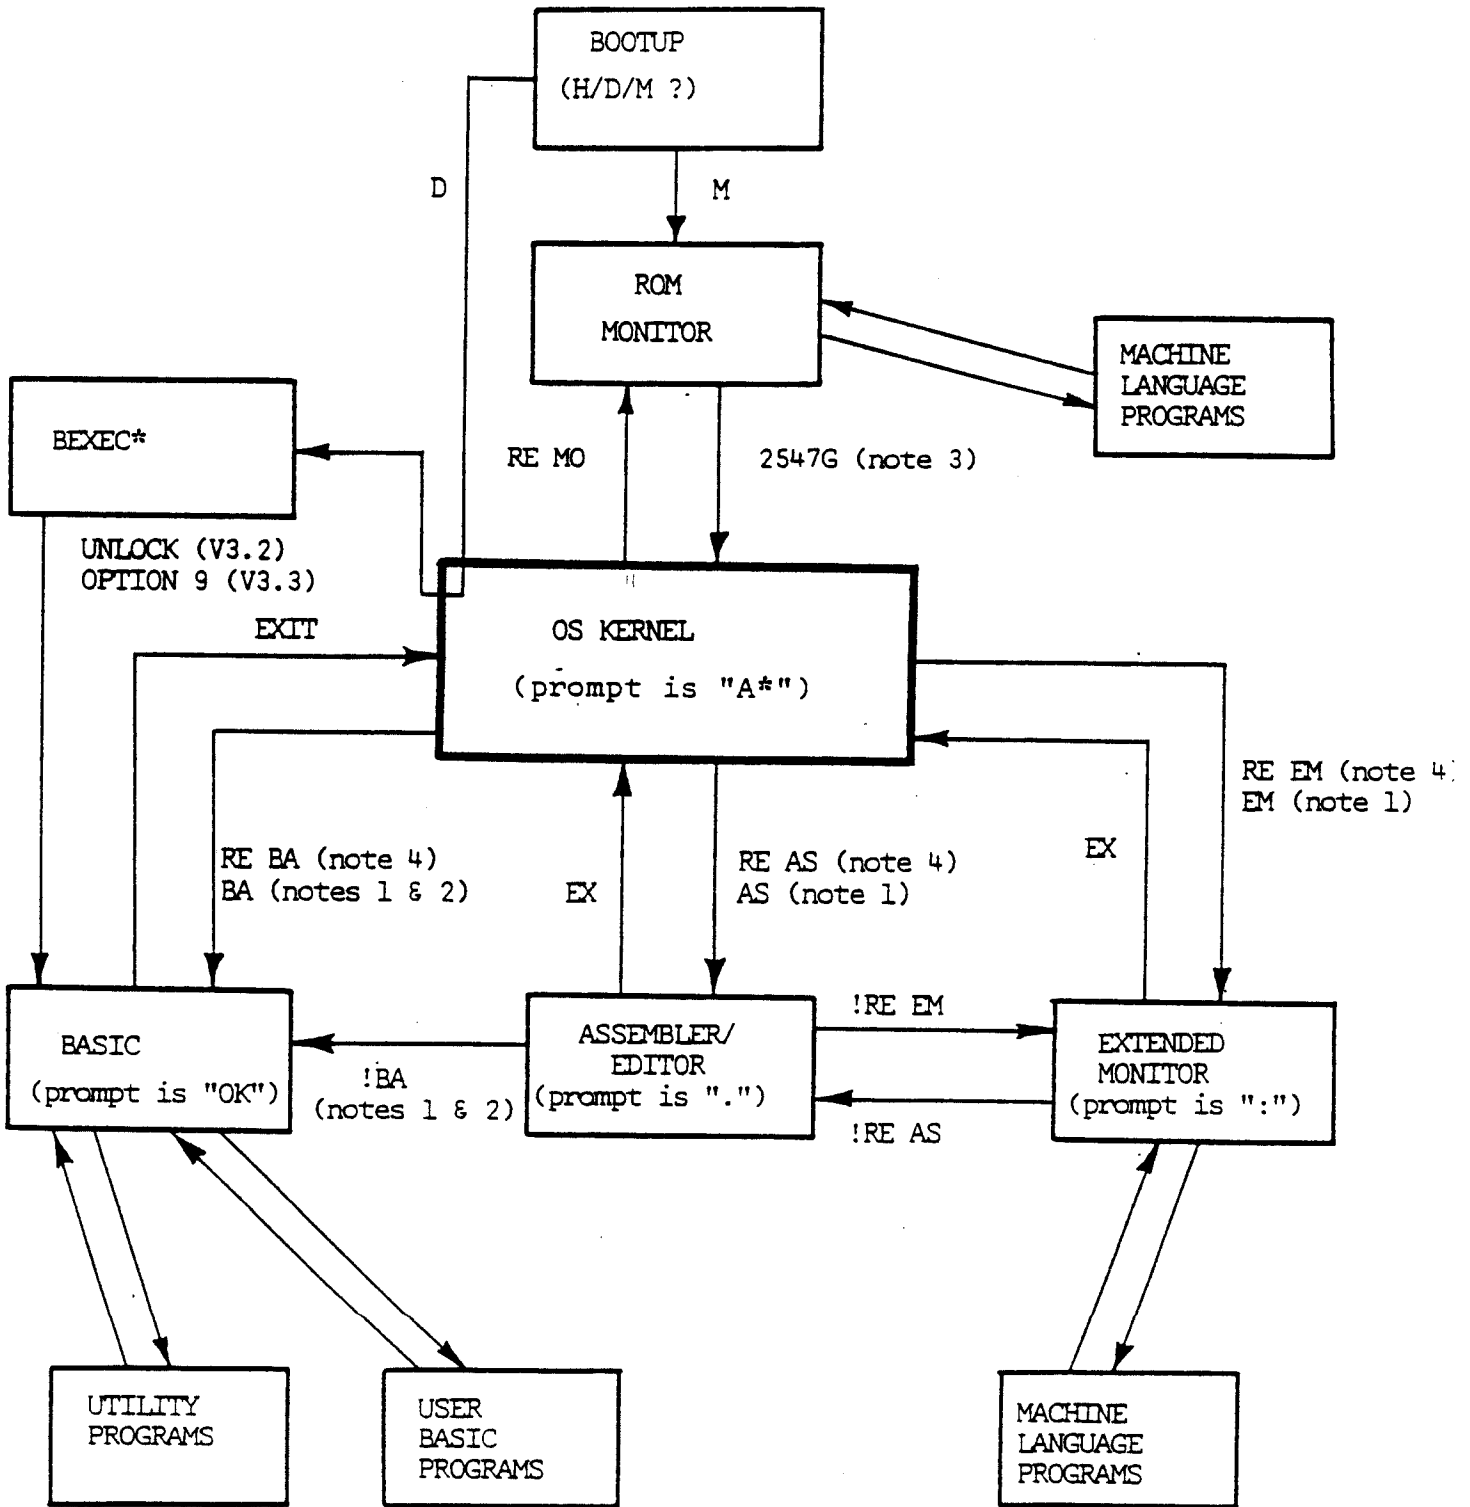 BOOTUP
(H/D/M ?)
D
M
ROM
MONITOR
MACHINE
LANGUAGE
PROGRAMS
BEXEC*
RE MO
2547G (note 3)
UNLOCK (V3.2)
OPTION 9 (V3.3)
EXIT
OS KERNEL
(prompt is "A*")
RE EM (note 4)
EM (note 1)
RE BA (note 4)
BA (notes 1 & 2)
EX
RE AS (note 4)
AS (note 1)
EX
BASIC
(prompt is "OK")
!BA
(notes 1 & 2)
ASSEMBLER/
EDITOR
(prompt is ".")
!RE EM
!RE AS
EXTENDED
MONITOR
(prompt is ":")
UTILITY
PROGRAMS
USER
BASIC
PROGRAMS
MACHINE
LANGUAGE
PROGRAMS